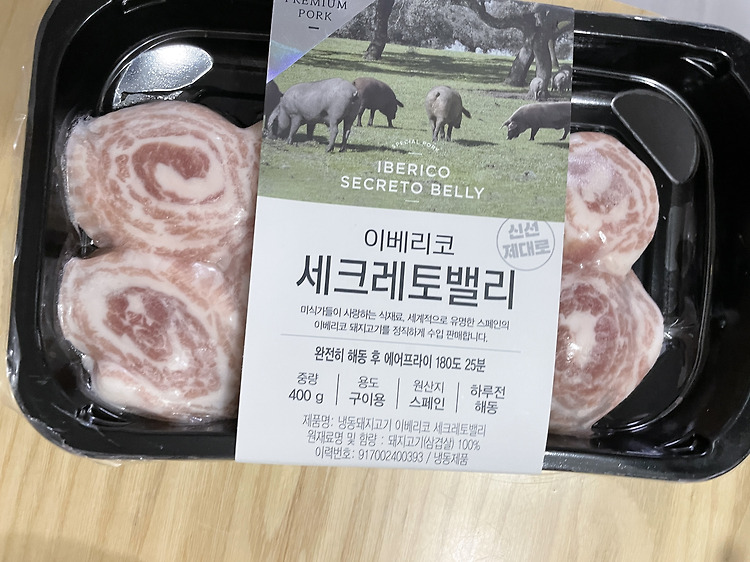 PREMIUM
PORK
SPECIAL PORK
IBERICO
SECRETO BELLY
신선
제대로
이베리코
세크레토밸리
미식가들이 사랑하는 식재료, 세계적으로 유명한 스페인의
이베리코 돼지고기를 정직하게 수입 판매합니다.
완전히 해동 후 에어프라이 180도 25분
중량 용도 원산지 하루전
400 g 구이용 스페인 해동
제품명: 냉동돼지고기 이베리코 세크레토밸리
원재료명 및 함량 : 돼지고기(삼겹살) 100%
이력번호: 917002400393 / 냉동제품